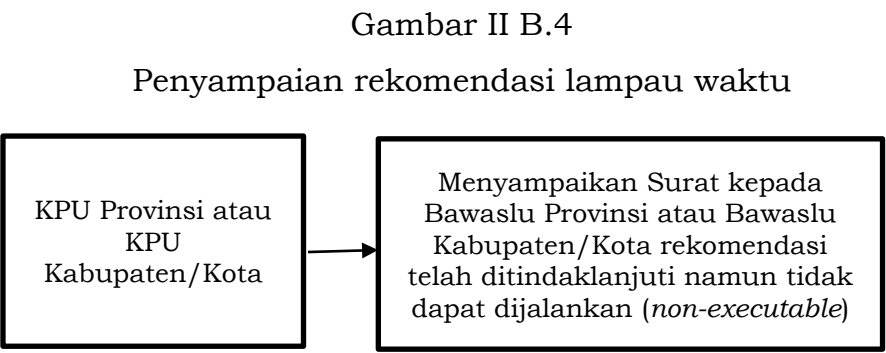 Gambar II B.4
Penyampaian rekomendasi lampau waktu
KPU Provinsi atau
KPU
Kabupaten/Kota
Menyampaikan Surat kepada
Bawaslu Provinsi atau Bawaslu
Kabupaten/Kota rekomendasi
telah ditindaklanjuti namun tidak
dapat dijalankan (non-executable)